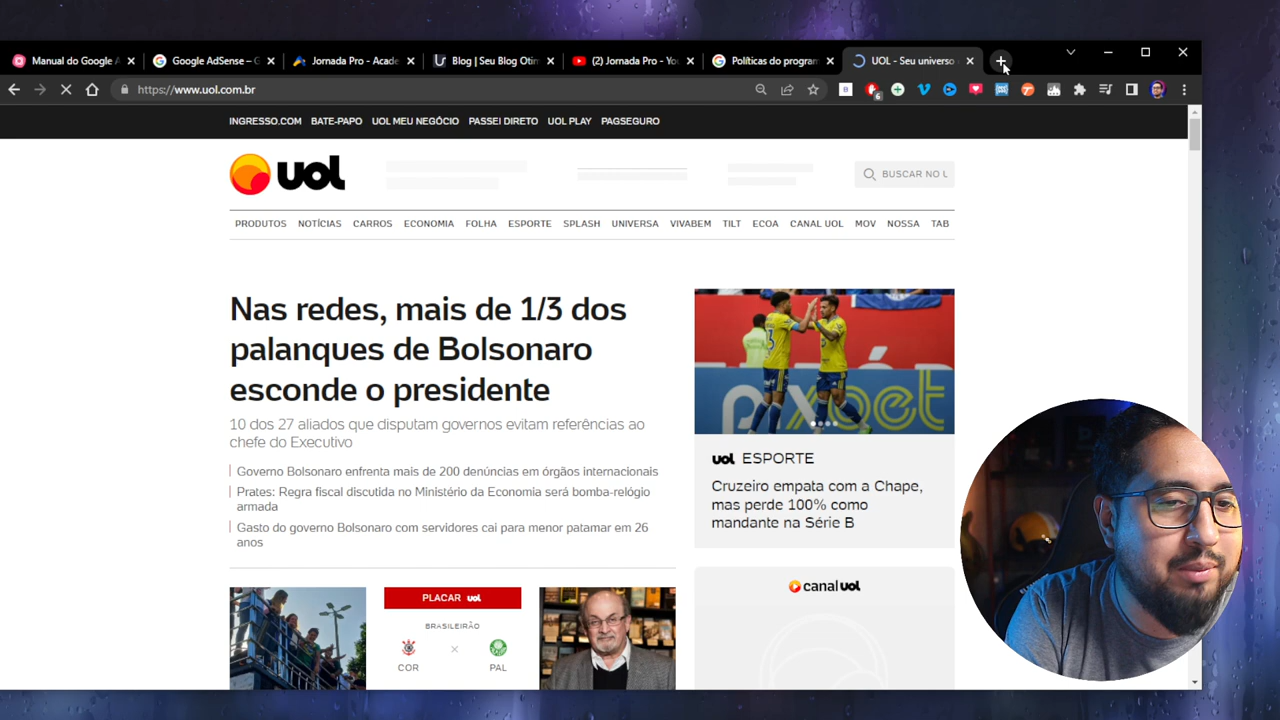 Manual do Google A
Google AdSense – G
Jornada Pro - Acade
Blog | Seu Blog Otim
(2) Jornada Pro - Yo
Políticas do program
UOL - Seu universo
https://www.uol.com.br
6
INGRESSO.COM BATE-PAPO UOL MEU NEGÓCIO PASSEI DIRETO UOL PLAY PAGSEGURO
uol
BUSCAR NO U
PRODUTOS NOTÍCIAS CARROS ECONOMIA FOLHA ESPORTE SPLASH UNIVERSA VIVABEM TILT ECOA CANAL UOL MOV NOSSA TAB
Nas redes, mais de 1/3 dos
palanques de Bolsonaro
esconde o presidente
10 dos 27 aliados que disputam governos evitam referências ao
chefe do Executivo
Governo Bolsonaro enfrenta mais de 200 denúncias em órgãos internacionais
Prates: Regra fiscal discutida no Ministério da Economia será bomba-relógio
armada
Gasto do governo Bolsonaro com servidores cai para menor patamar em 26
anos
pixbet
uol ESPORTE
Cruzeiro empata com a Chape,
mas perde 100% como
mandante na Série B
canal uol
PLACAR uol
BRASILEIRÃO
COR × PAL